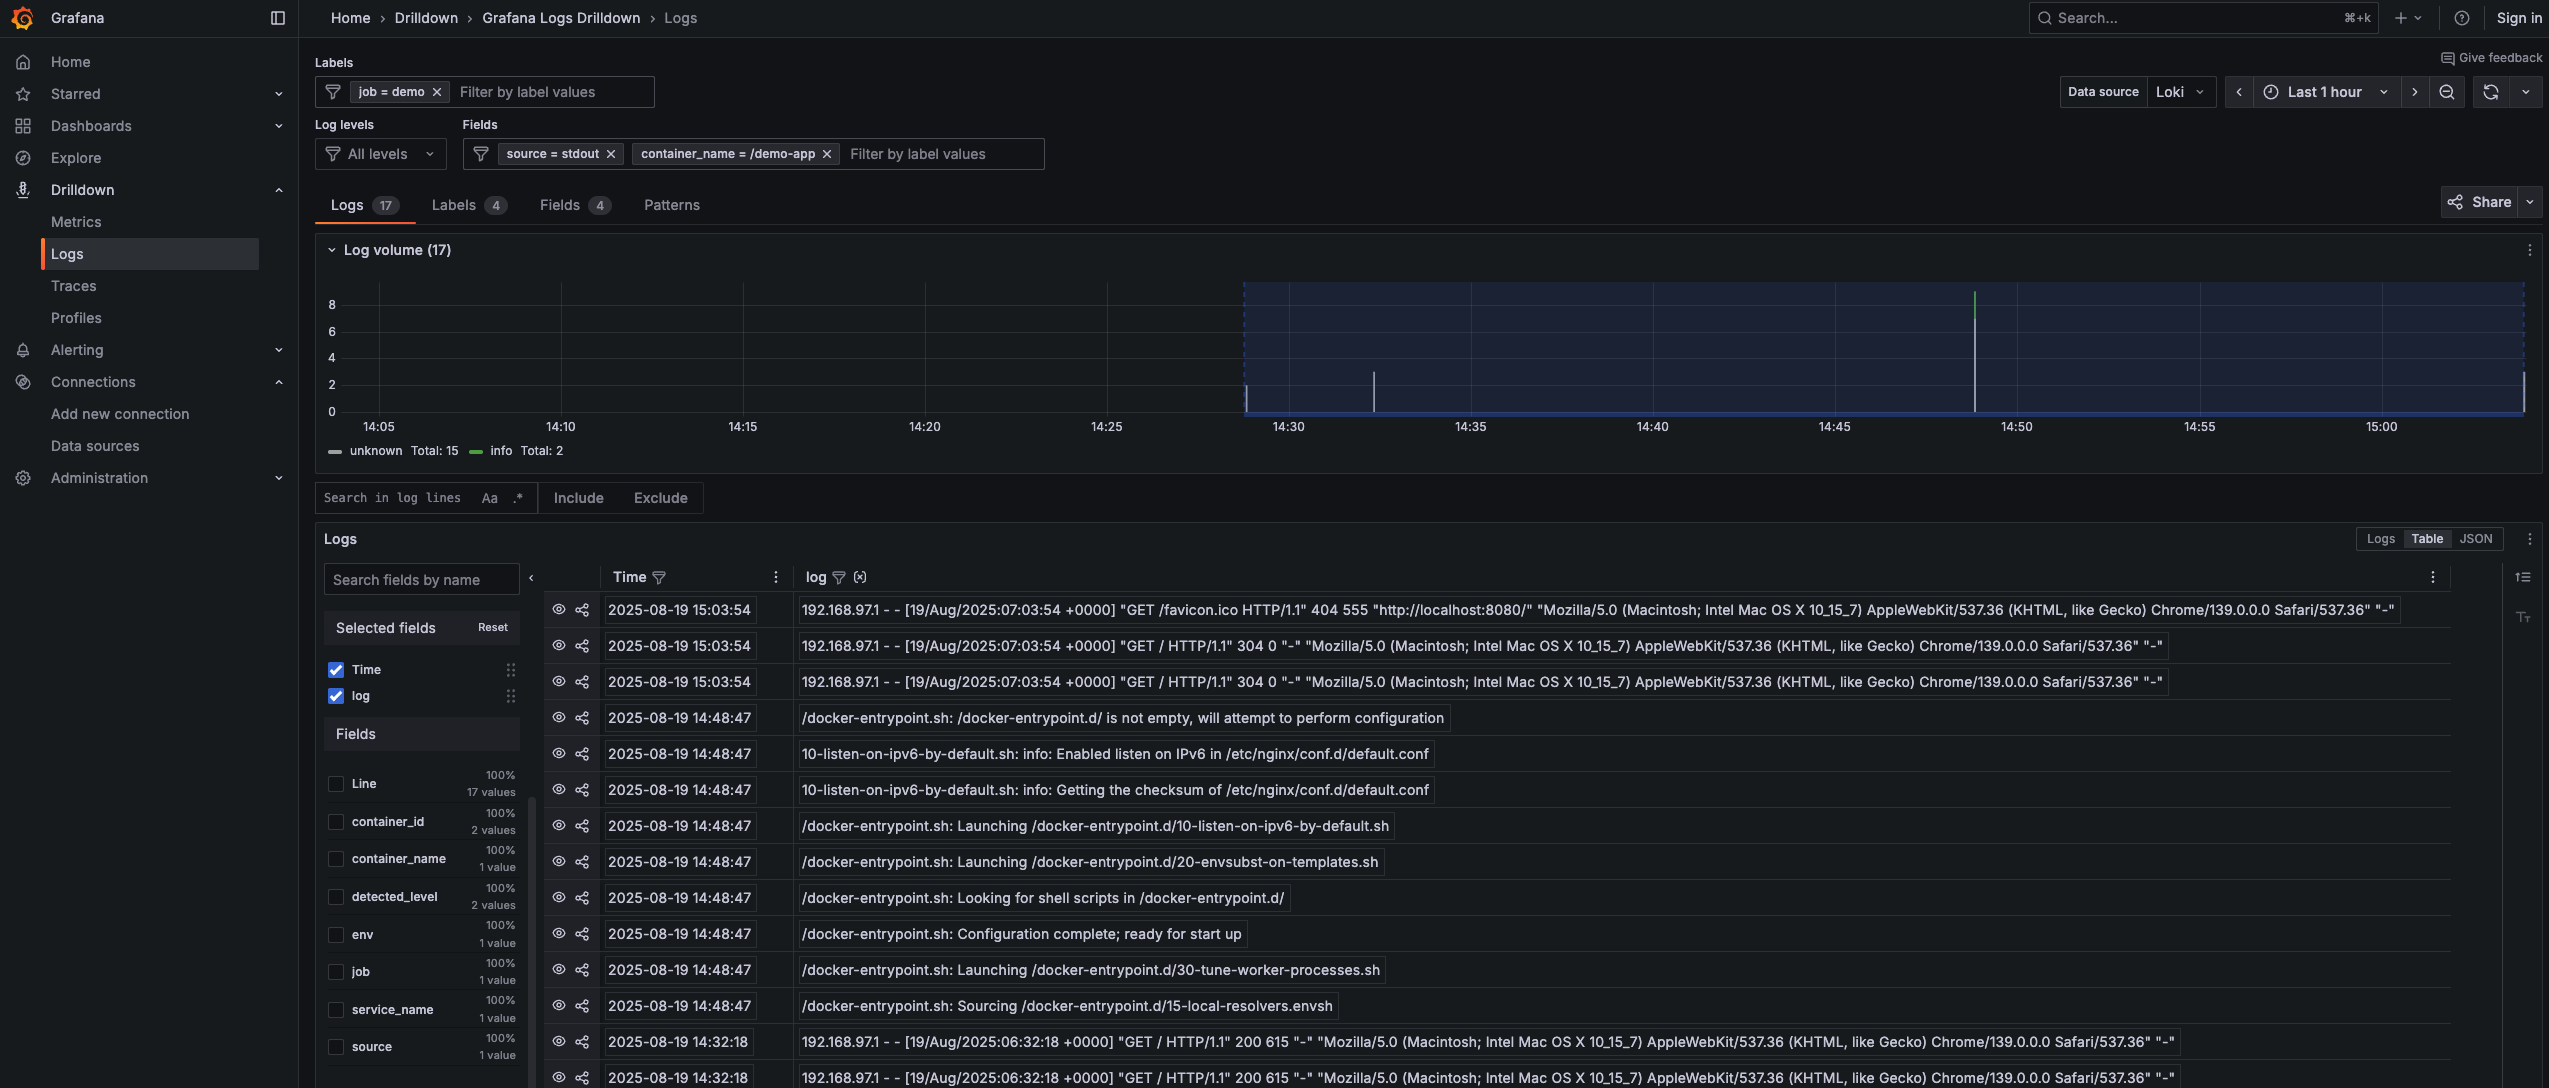 Grafana
Home › Drilldown › Grafana Logs Drilldown › Logs
Search...
⌘+k
Sign in
Home
Starred
Dashboards
Explore
Drilldown
Metrics
Logs
Traces
Profiles
Alerting
Connections
Add new connection
Data sources
Administration
Give feedback
Labels
job = demo
Filter by label values
Data source
Loki
Last 1 hour
Log levels
Fields
All levels
source = stdout
container_name = /demo-app
Filter by label values
Logs 17
Labels 4
Fields 4
Patterns
Share
Log volume (17)
8
6
4
2
0
14:05 14:10 14:15 14:20 14:25 14:30 14:35 14:40 14:45 14:50 14:55 15:00
unknown Total: 15 info Total: 2
Search in log lines Aa .*
Include
Exclude
Logs
Logs Table JSON
Search fields by name
Selected fields
Reset
Time
log
Fields
Line 100% 17 values
container_id 100% 2 values
container_name 100% 1 value
detected_level 100% 2 values
env 100% 1 value
job 100% 1 value
service_name 100% 1 value
source 100% 1 value
Time log
2025-08-19 15:03:54 192.168.97.1 - - [19/Aug/2025:07:03:54 +0000] "GET /favicon.ico HTTP/1.1" 404 555 "http://localhost:8080/" "Mozilla/5.0 (Macintosh; Intel Mac OS X 10_15_7) AppleWebKit/537.36 (KHTML, like Gecko) Chrome/139.0.0.0 Safari/537.36" "-"
2025-08-19 15:03:54 192.168.97.1 - - [19/Aug/2025:07:03:54 +0000] "GET / HTTP/1.1" 304 0 "-" "Mozilla/5.0 (Macintosh; Intel Mac OS X 10_15_7) AppleWebKit/537.36 (KHTML, like Gecko) Chrome/139.0.0.0 Safari/537.36" "-"
2025-08-19 15:03:54 192.168.97.1 - - [19/Aug/2025:07:03:54 +0000] "GET / HTTP/1.1" 304 0 "-" "Mozilla/5.0 (Macintosh; Intel Mac OS X 10_15_7) AppleWebKit/537.36 (KHTML, like Gecko) Chrome/139.0.0.0 Safari/537.36" "-"
2025-08-19 14:48:47 /docker-entrypoint.sh: /docker-entrypoint.d/ is not empty, will attempt to perform configuration
2025-08-19 14:48:47 10-listen-on-ipv6-by-default.sh: info: Enabled listen on IPv6 in /etc/nginx/conf.d/default.conf
2025-08-19 14:48:47 10-listen-on-ipv6-by-default.sh: info: Getting the checksum of /etc/nginx/conf.d/default.conf
2025-08-19 14:48:47 /docker-entrypoint.sh: Launching /docker-entrypoint.d/10-listen-on-ipv6-by-default.sh
2025-08-19 14:48:47 /docker-entrypoint.sh: Launching /docker-entrypoint.d/20-envsubst-on-templates.sh
2025-08-19 14:48:47 /docker-entrypoint.sh: Looking for shell scripts in /docker-entrypoint.d/
2025-08-19 14:48:47 /docker-entrypoint.sh: Configuration complete; ready for start up
2025-08-19 14:48:47 /docker-entrypoint.sh: Launching /docker-entrypoint.d/30-tune-worker-processes.sh
2025-08-19 14:48:47 /docker-entrypoint.sh: Sourcing /docker-entrypoint.d/15-local-resolvers.envsh
2025-08-19 14:32:18 192.168.97.1 - - [19/Aug/2025:06:32:18 +0000] "GET / HTTP/1.1" 200 615 "-" "Mozilla/5.0 (Macintosh; Intel Mac OS X 10_15_7) AppleWebKit/537.36 (KHTML, like Gecko) Chrome/139.0.0.0 Safari/537.36" "-"
2025-08-19 14:32:18 192.168.97.1 - - [19/Aug/2025:06:32:18 +0000] "GET / HTTP/1.1" 200 615 "-" "Mozilla/5.0 (Macintosh; Intel Mac OS X 10_15_7) AppleWebKit/537.36 (KHTML, like Gecko) Chrome/139.0.0.0 Safari/537.36" "-"